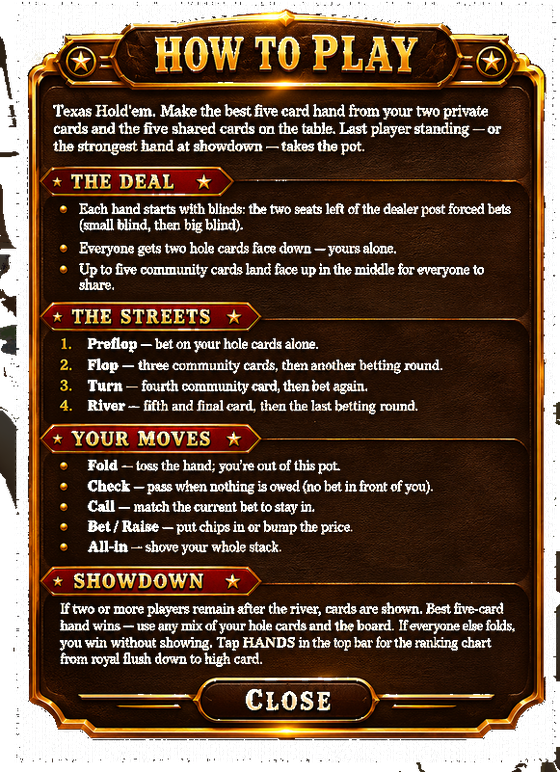 HOW TO PLAY
Texas Hold'em. Make the best five card hand from your two private
cards and the five shared cards on the table. Last player standing — or
the strongest hand at showdown — takes the pot.
THE DEAL
Each hand starts with blinds: the two seats left of the dealer post forced bets
(small blind, then big blind).
Everyone gets two hole cards face down — yours alone.
Up to five community cards land face up in the middle for everyone to
share.
THE STREETS
1. Preflop — bet on your hole cards alone.
2. Flop — three community cards, then another betting round.
3. Turn — fourth community card, then bet again.
4. River — fifth and final card, then the last betting round.
YOUR MOVES
Fold — toss the hand; you're out of this pot.
Check — pass when nothing is owed (no bet in front of you).
Call — match the current bet to stay in.
Bet / Raise — put chips in or bump the price.
All-in — shove your whole stack.
SHOWDOWN
If two or more players remain after the river, cards are shown. Best five-card
hand wins — use any mix of your hole cards and the board. If everyone else folds,
you win without showing. Tap HANDS in the top bar for the ranking chart
from royal flush down to high card.
CLOSE